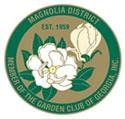 MAGNOLIA DISTRICT
EST. 1959
MEMBER OF THE GARDEN CLUB OF GEORGIA, INC.